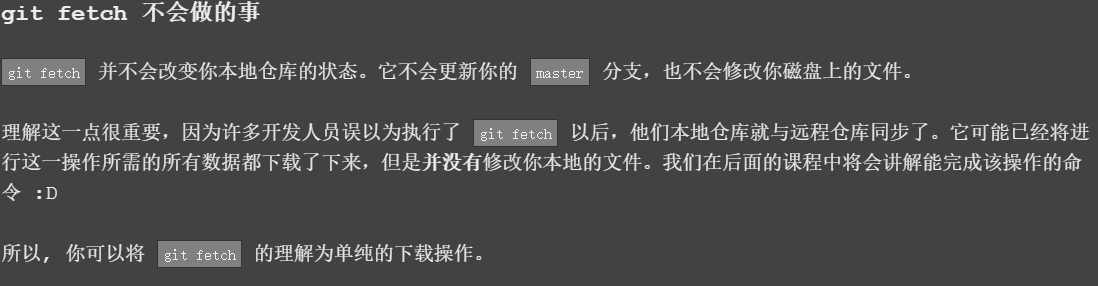 git fetch 不会做的事
git fetch 并不会改变你本地仓库的状态。它不会更新你的 master 分支，也不会修改你磁盘上的文件。
理解这一点很重要，因为许多开发人员误以为执行了 git fetch 以后，他们本地仓库就与远程仓库同步了。它可能已经将进
行这一操作所需的所有数据都下载了下来，但是并没有修改你本地的文件。我们在后面的课程中将会讲解能完成该操作的命
令 :D
所以, 你可以将 git fetch 的理解为单纯的下载操作。